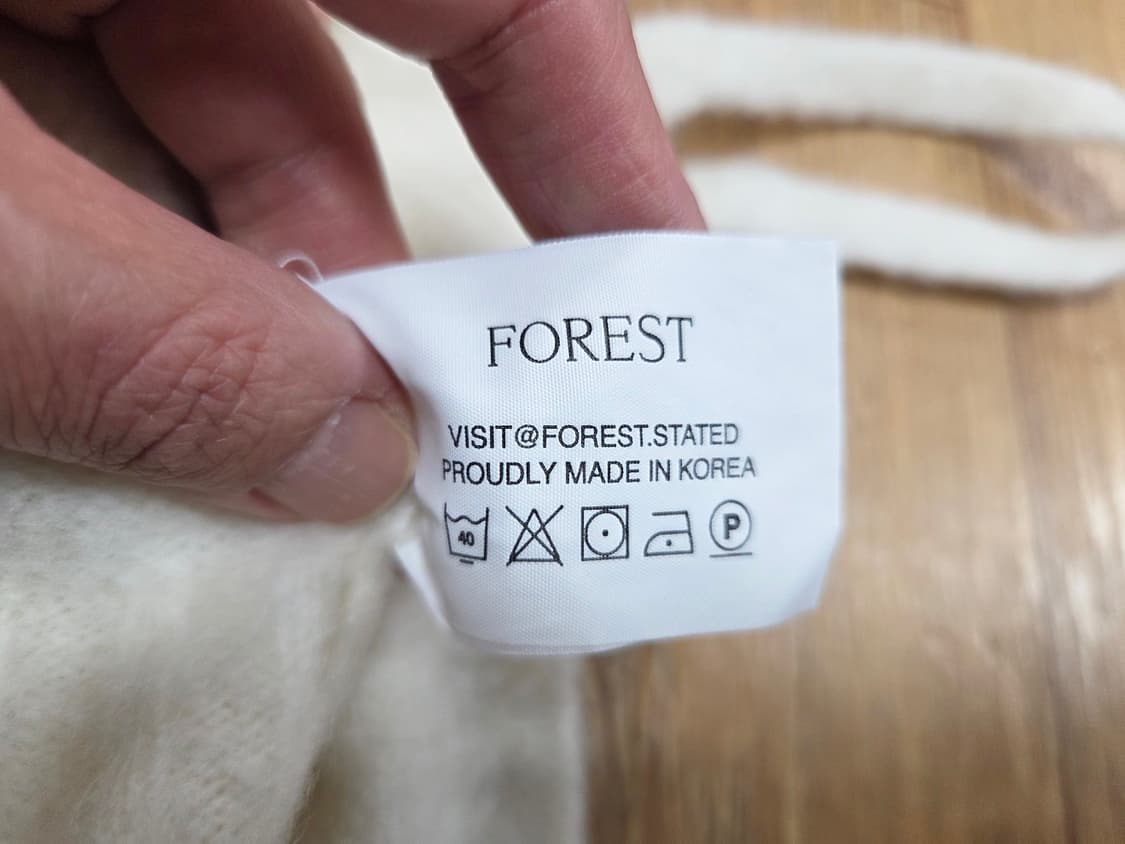 FOREST
VISIT@FOREST.STATED
PROUDLY MADE IN KOREA
40 P